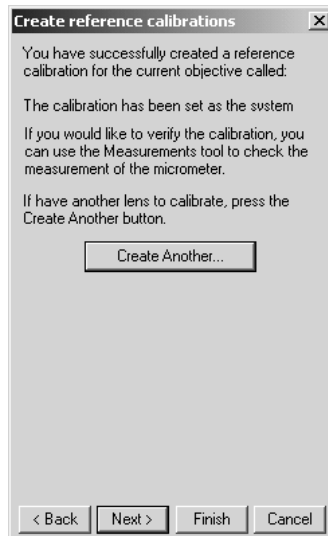 Create reference calibrations
You have successfully created a reference
calibration for the current objective called:
The calibration has been set as the system
If you would like to verify the calibration, you
can use the Measurements tool to check the
measurement of the micrometer.
If have another lens to calibrate, press the
Create Another button.
Create Another...
< Back Next > Finish Cancel